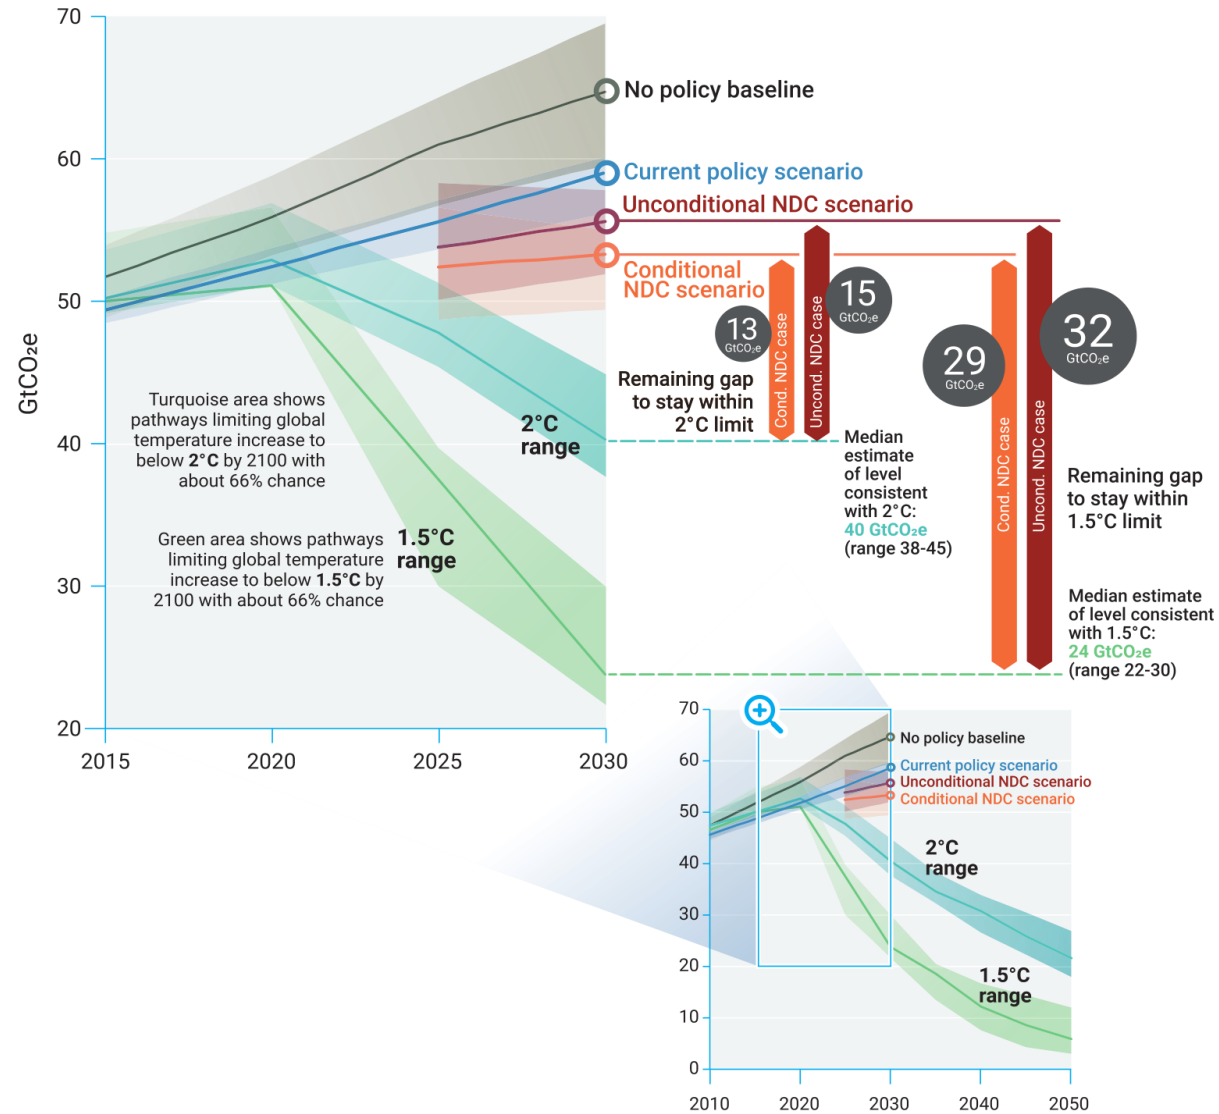 GtCO₂e
70
60
50
40
30
20
2015
2020
2025
2030
No policy baseline
Current policy scenario
Unconditional NDC scenario
Conditional
NDC scenario
Turquoise area shows
pathways limiting global
temperature increase to
below 2°C by 2100 with
about 66% chance
Green area shows pathways
limiting global temperature
increase to below 1.5°C by
2100 with about 66% chance
2°C
range
1.5°C
range
13
GtCO₂e
Cond. NDC case
Uncond. NDC case
15
GtCO₂e
Remaining gap
to stay within
2°C limit
Median
estimate
of level
consistent
with 2°C:
40 GtCO₂e
(range 38-45)
29
GtCO₂e
Cond. NDC case
Uncond. NDC case
32
GtCO₂e
Remaining gap
to stay within
1.5°C limit
Median estimate
of level consistent
with 1.5°C:
24 GtCO₂e
(range 22-30)
70
60
50
40
30
20
10
0
2010
2020
2030
2040
2050
No policy baseline
Current policy scenario
Unconditional NDC scenario
Conditional NDC scenario
2°C
range
1.5°C
range